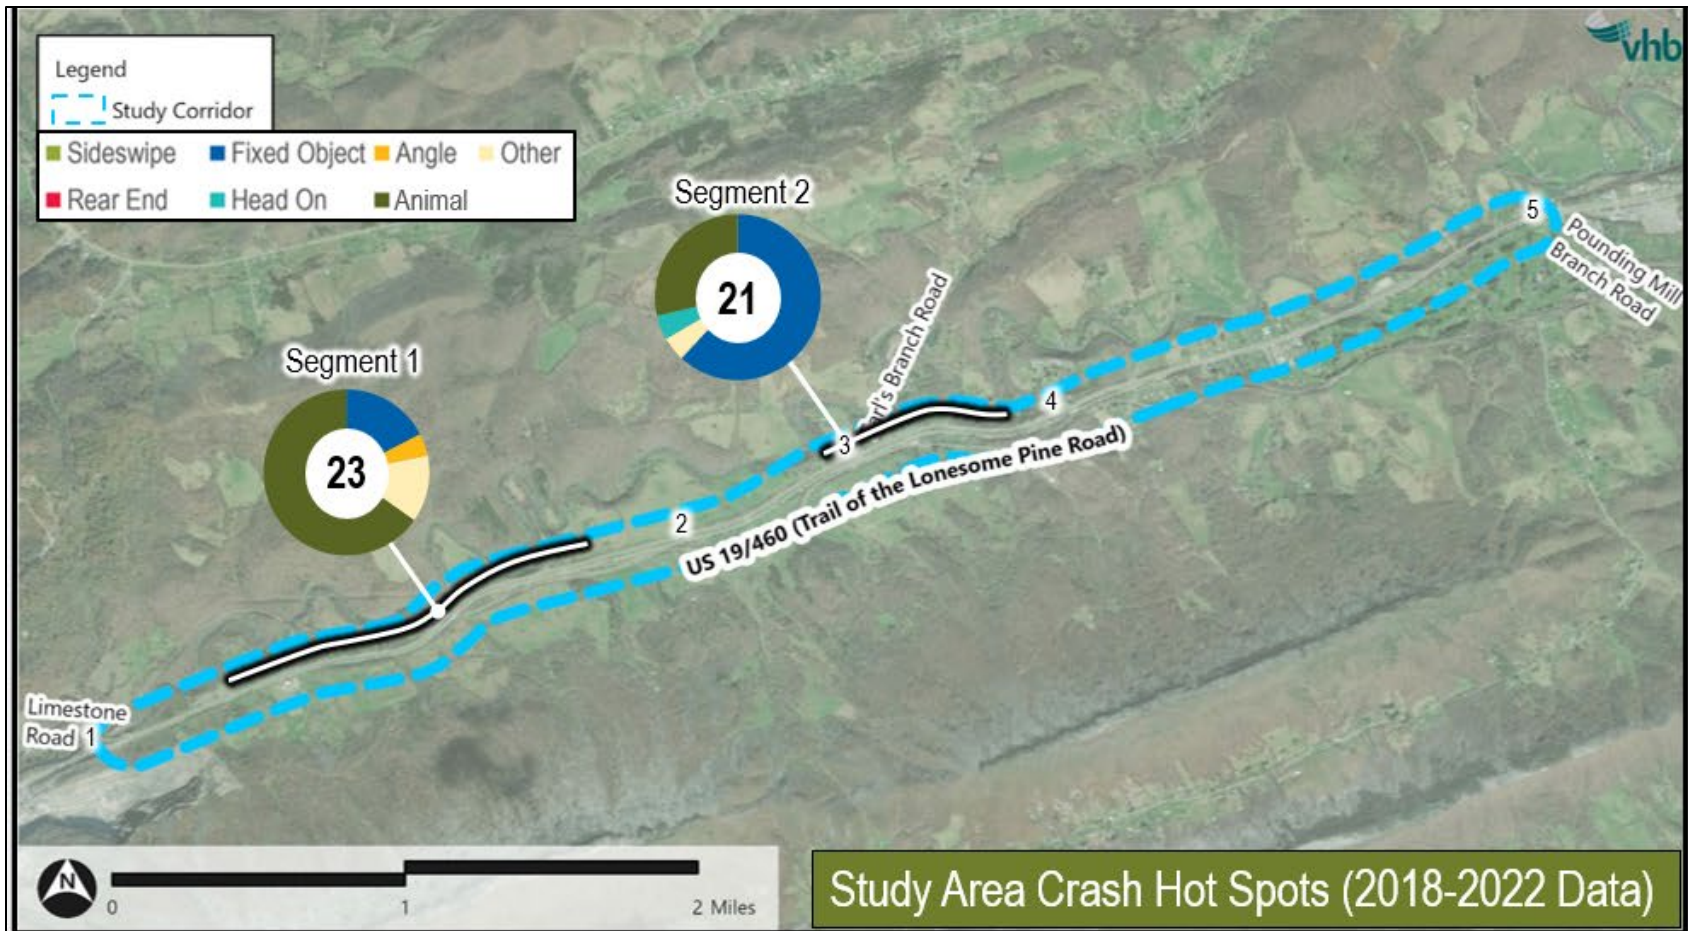 vhb
Legend
Study Corridor
Sideswipe Fixed Object Angle Other
Rear End Head On Animal
Segment 2
21
Segment 1
23
5
Pounding Mill
Branch Road
Branch Road
4
3
2
US 19/460 (Trail of the Lonesome Pine Road)
Limestone
Road 1
N
0 1 2 Miles
Study Area Crash Hot Spots (2018-2022 Data)